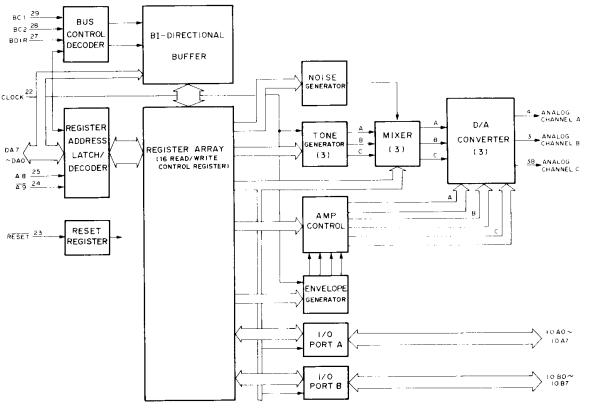 BC1 29
BC2 28
BDIR 27
BUS
CONTROL
DECODER
BI-DIRECTIONAL
BUFFER
CLOCK 22
NOISE
GENERATOR
DA7
~DA0
REGISTER
ADDRESS
LATCH/
DECODER
A8 25
A9 24
REGISTER ARRAY
(16 READ/WRITE
CONTROL REGISTER)
TONE
GENERATOR
(3)
A
B
C
MIXER
(3)
A
B
C
D/A
CONVERTER
(3)
4 ANALOG
CHANNEL A
3 ANALOG
CHANNEL B
38 ANALOG
CHANNEL C
RESET 23
RESET
REGISTER
AMP
CONTROL
A
B
C
ENVELOPE
GENERATOR
I/O
PORT A
IOA0~
IOA7
I/O
PORT B
IOB0~
IOB7